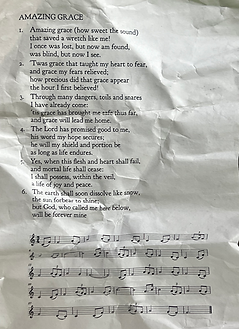 AMAZING GRACE
1. Amazing grace (how sweet the sound)
that saved a wretch like me!
I once was lost, but now am found,
was blind, but now I see.
2. 'Twas grace that taught my heart to fear,
and grace my fears relieved;
how precious did that grace appear
the hour I first believed!
3. Through many dangers, toils and snares
I have already come:
'tis grace has brought me safe thus far,
and grace will lead me home.
4. The Lord has promised good to me,
his word my hope secures;
he will my shield and portion be
as long as life endures.
5. Yes, when this flesh and heart shall fail,
and mortal life shall cease:
I shall possess, within the veil,
a life of joy and peace.
6. The earth shall soon dissolve like snow,
the sun forbear to shine;
but God, who called me here below,
will be forever mine